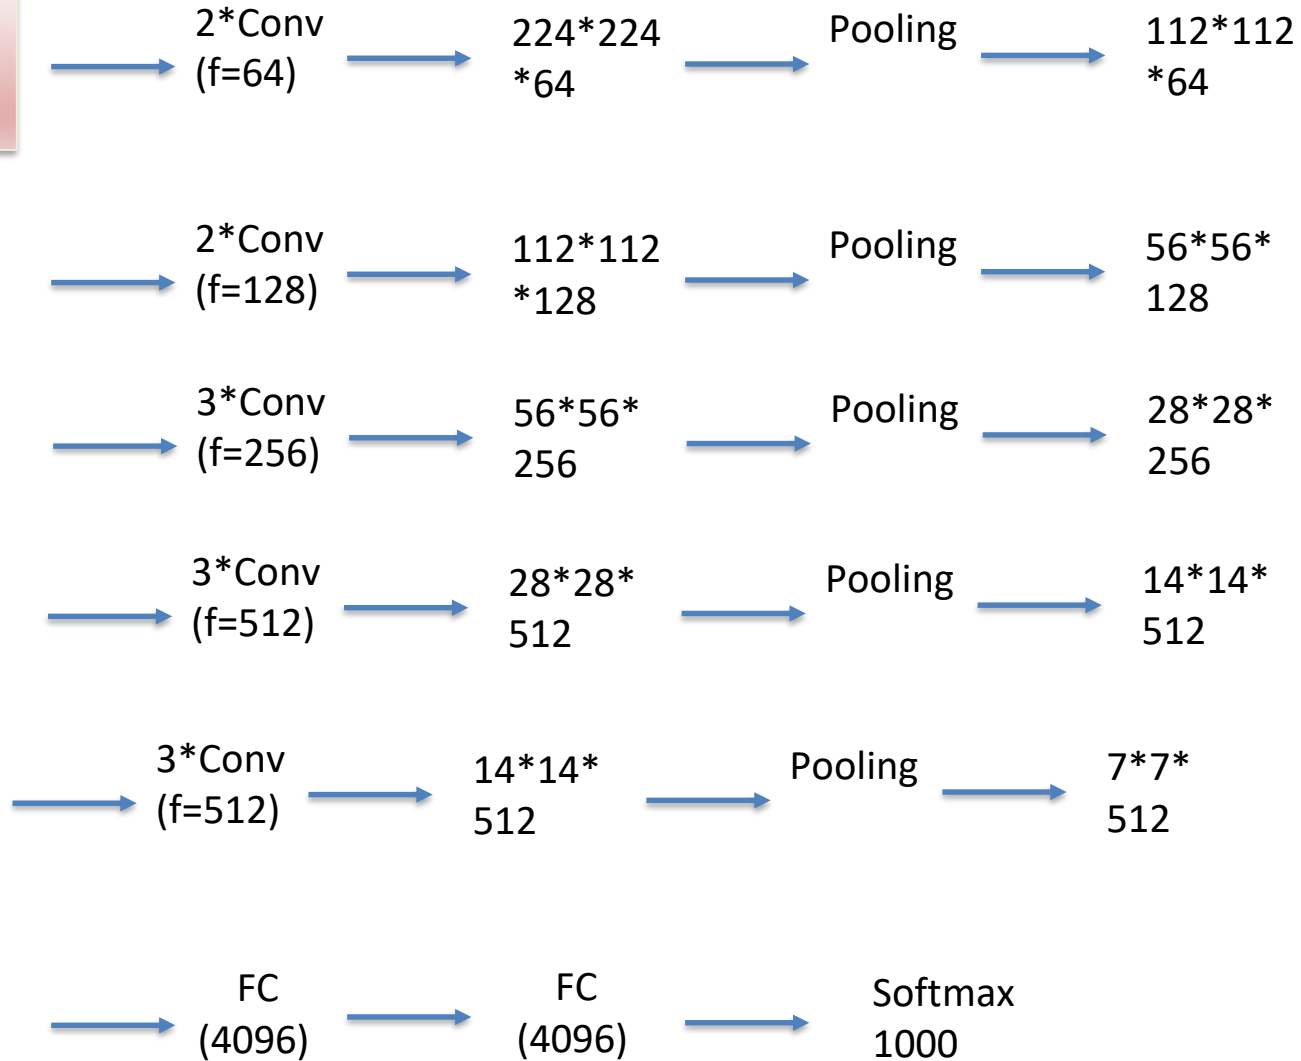 2*Conv
(f=64)
224*224
*64
Pooling
112*112
*64
2*Conv
(f=128)
112*112
*128
Pooling
56*56*
128
3*Conv
(f=256)
56*56*
256
Pooling
28*28*
256
3*Conv
(f=512)
28*28*
512
Pooling
14*14*
512
3*Conv
(f=512)
14*14*
512
Pooling
7*7*
512
FC
(4096)
FC
(4096)
Softmax
1000